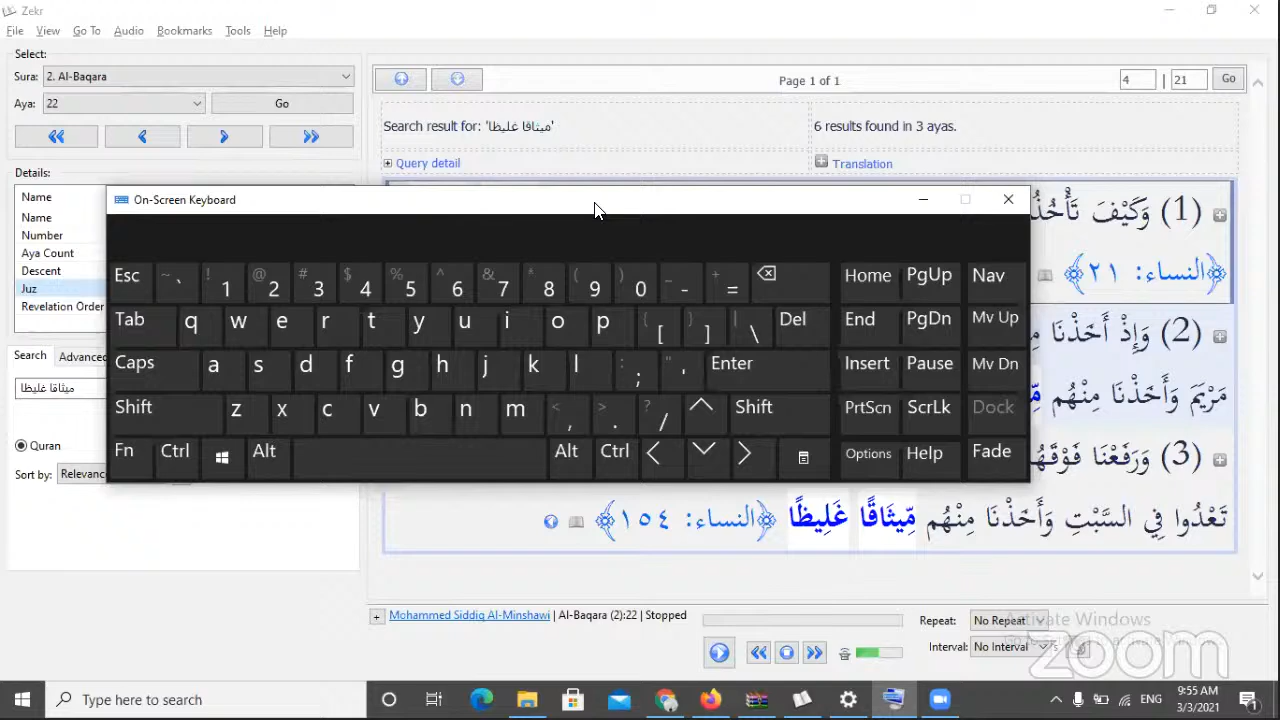 Zekr
File View Go To Audio Bookmarks Tools Help
Select:
Sura: 2. Al-Baqara
Aya: 22 Go
Details:
Name
Name
Number
Aya Count
Descent
Juz
Revelation Order
Search Advanced
ميثاقا غليظا
Quran
Sort by: Relevanc
Page 1 of 1
4 | 21 Go
Search result for: 'ميثاقا غليظا'
6 results found in 3 ayas.
Query detail
Translation
(1) وَكَيْفَ تَأْخُذُ
﴿النساء: ٢١﴾
(2) وَإِذْ أَخَذْنَا
مَرْيَمَ وَأَخَذْنَا مِنْهُم
(3) وَرَفَعْنَا فَوْقَهُ
تَعْدُوا فِي السَّبْتِ وَأَخَذْنَا مِنْهُم مِّيثَاقًا غَلِيظًا ﴿النساء: ١٥٤﴾
On-Screen Keyboard
Esc ~ ` ! 1 @ 2 # 3 $ 4 % 5 ^ 6 & 7 * 8 ( 9 ) 0 _ - + = Home PgUp Nav
Tab q w e r t y u i o p { [ } ] | \ Del End PgDn Mv Up
Caps a s d f g h j k l : ; " ' Enter Insert Pause Mv Dn
Shift z x c v b n m < , > . ? / Shift PrtScn ScrLk Dock
Fn Ctrl Alt Alt Ctrl Options Help Fade
Mohammed Siddiq Al-Minshawi | Al-Baqara (2):22 | Stopped
Repeat: No Repeat
Interval: No Interval
Activate Windows
zoom
Type here to search
ENG
9:55 AM
3/3/2021
1